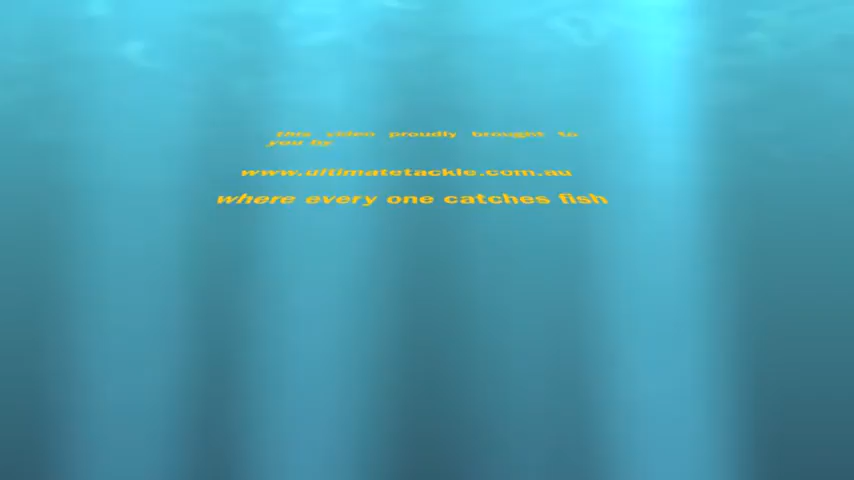 this video proudly brought to
you by
www.ultimatetackle.com.au
where every one catches fish